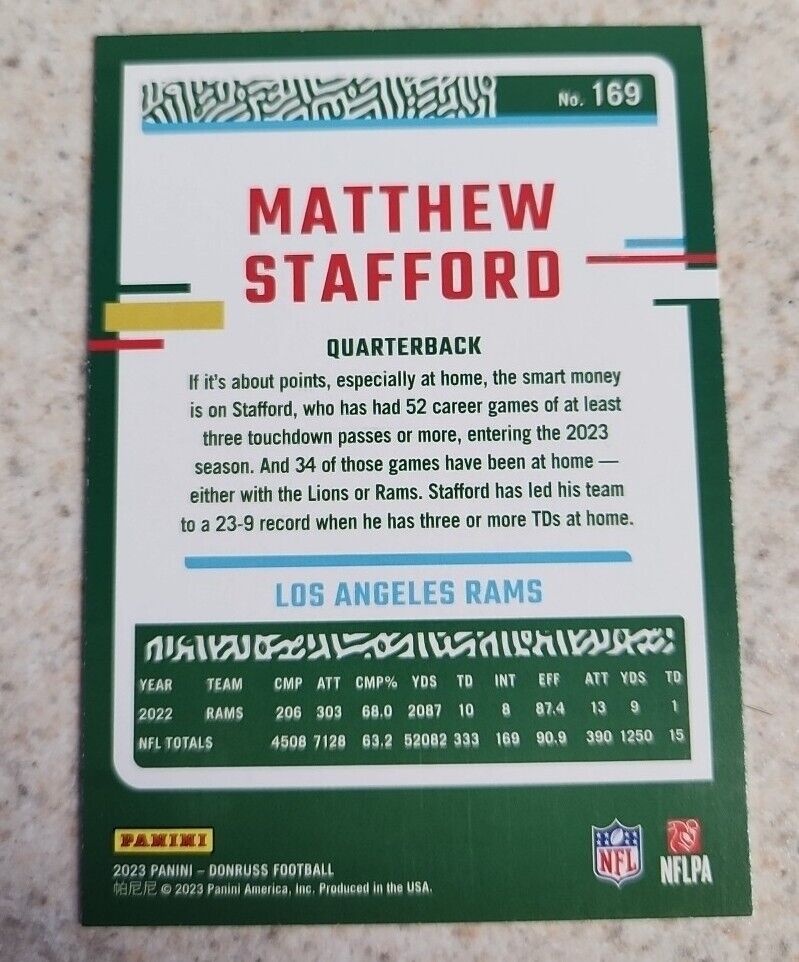 No. 169
MATTHEW
STAFFORD
QUARTERBACK
If it's about points, especially at home, the smart money
is on Stafford, who has had 52 career games of at least
three touchdown passes or more, entering the 2023
season. And 34 of those games have been at home —
either with the Lions or Rams. Stafford has led his team
to a 23-9 record when he has three or more TDs at home.
LOS ANGELES RAMS
YEAR TEAM CMP ATT CMP% YDS TD INT EFF ATT YDS TD
2022 RAMS 206 303 68.0 2087 10 8 87.4 13 9 1
NFL TOTALS 4508 7128 63.2 52082 333 169 90.9 390 1250 15
PANINI
2023 PANINI – DONRUSS FOOTBALL
帕尼尼 © 2023 Panini America, Inc. Produced in the USA.
NFL
NFLPA